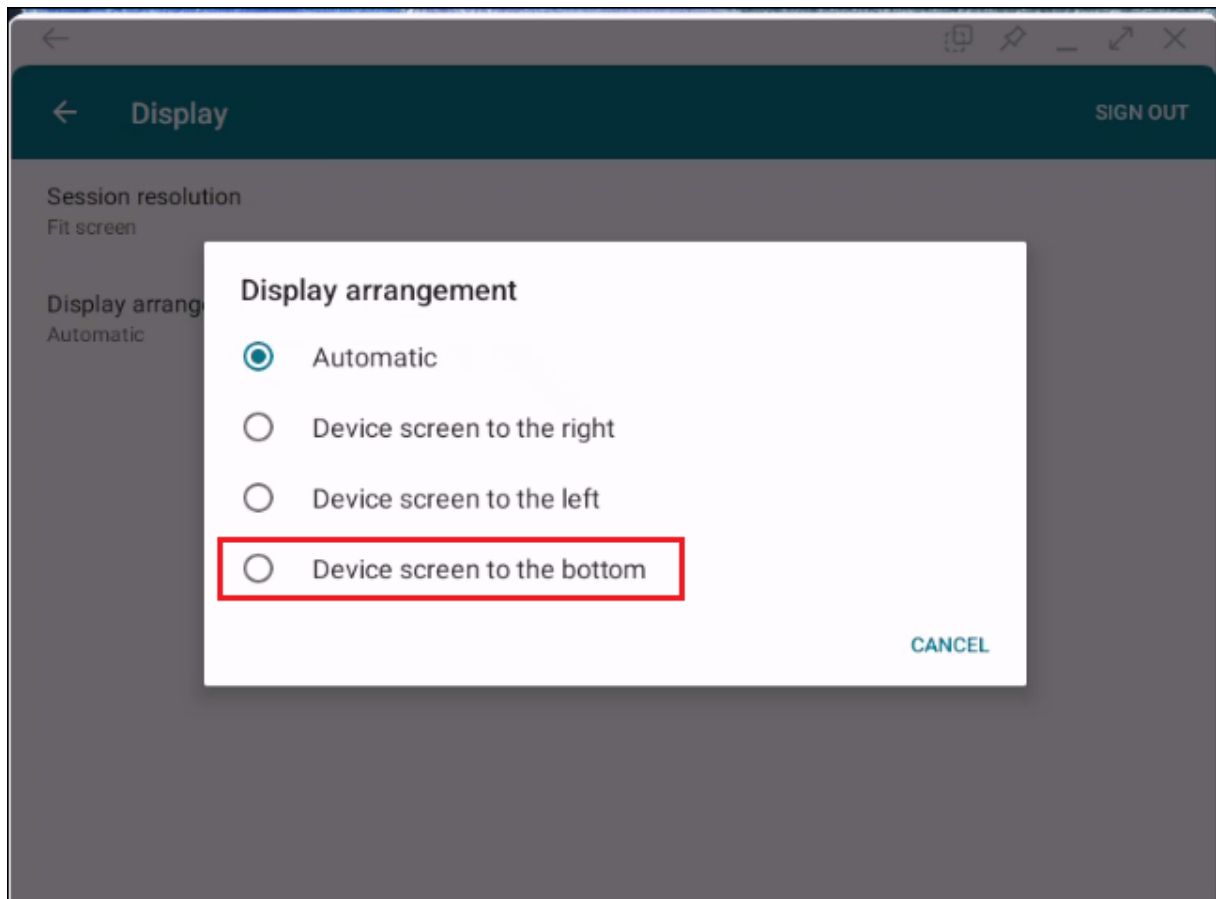 Display
SIGN OUT
Session resolution
Fit screen
Display arrang
Automatic
Display arrangement
Automatic
Device screen to the right
Device screen to the left
Device screen to the bottom
CANCEL